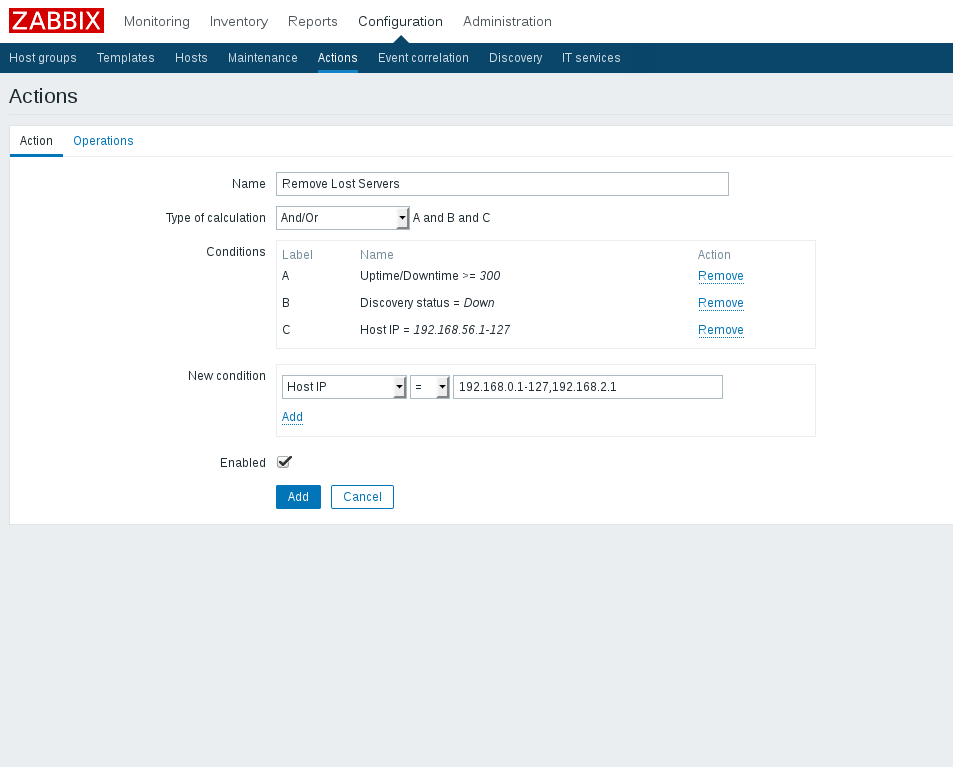 ZABBIX Monitoring Inventory Reports Configuration Administration
Host groups Templates Hosts Maintenance Actions Event correlation Discovery IT services
Actions
Action Operations
Name Remove Lost Servers
Type of calculation And/Or A and B and C
Conditions Label Name Action
A Uptime/Downtime >= 300 Remove
B Discovery status = Down Remove
C Host IP = 192.168.56.1-127 Remove
New condition Host IP = 192.168.0.1-127,192.168.2.1
Add
Enabled
Add Cancel